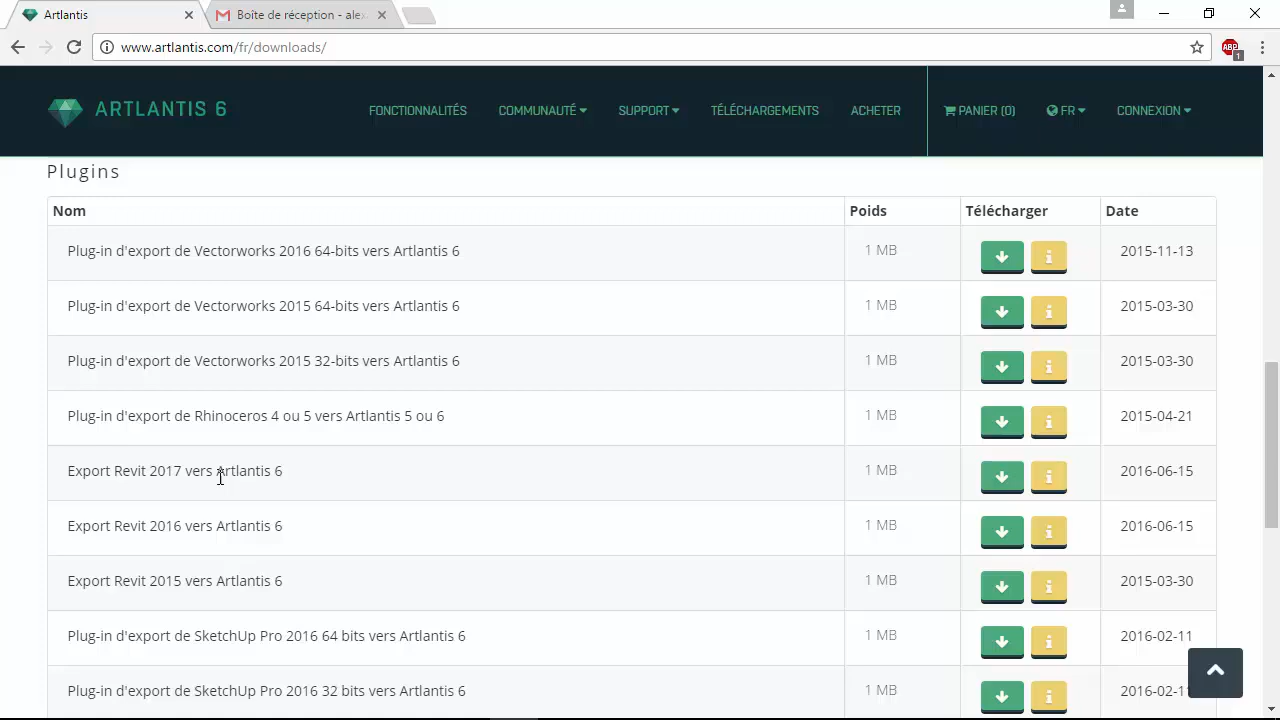 Artlantis
Boîte de réception - alex
www.artlantis.com/fr/downloads/
ABP
1
ARTLANTIS 6
FONCTIONNALITÉS
COMMUNAUTÉ
SUPPORT
TÉLÉCHARGEMENTS
ACHETER
PANIER (0)
FR
CONNEXION
Plugins
Nom Poids Télécharger Date
Plug-in d'export de Vectorworks 2016 64-bits vers Artlantis 6 1 MB 2015-11-13
Plug-in d'export de Vectorworks 2015 64-bits vers Artlantis 6 1 MB 2015-03-30
Plug-in d'export de Vectorworks 2015 32-bits vers Artlantis 6 1 MB 2015-03-30
Plug-in d'export de Rhinoceros 4 ou 5 vers Artlantis 5 ou 6 1 MB 2015-04-21
Export Revit 2017 vers Artlantis 6 1 MB 2016-06-15
Export Revit 2016 vers Artlantis 6 1 MB 2016-06-15
Export Revit 2015 vers Artlantis 6 1 MB 2015-03-30
Plug-in d'export de SketchUp Pro 2016 64 bits vers Artlantis 6 1 MB 2016-02-11
Plug-in d'export de SketchUp Pro 2016 32 bits vers Artlantis 6 1 MB 2016-02-11